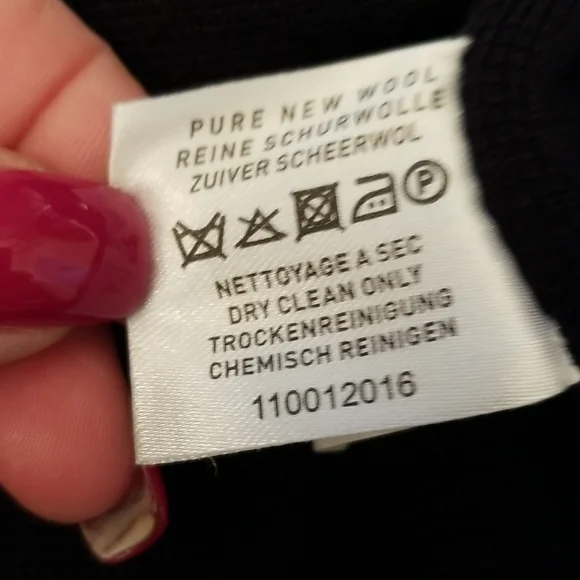 PURE NEW WOOL
REINE SCHURWOLLE
ZUIVER SCHEERWOL
P
NETTOYAGE A SEC
DRY CLEAN ONLY
TROCKENREINIGUNG
CHEMISCH REINIGEN
110012016